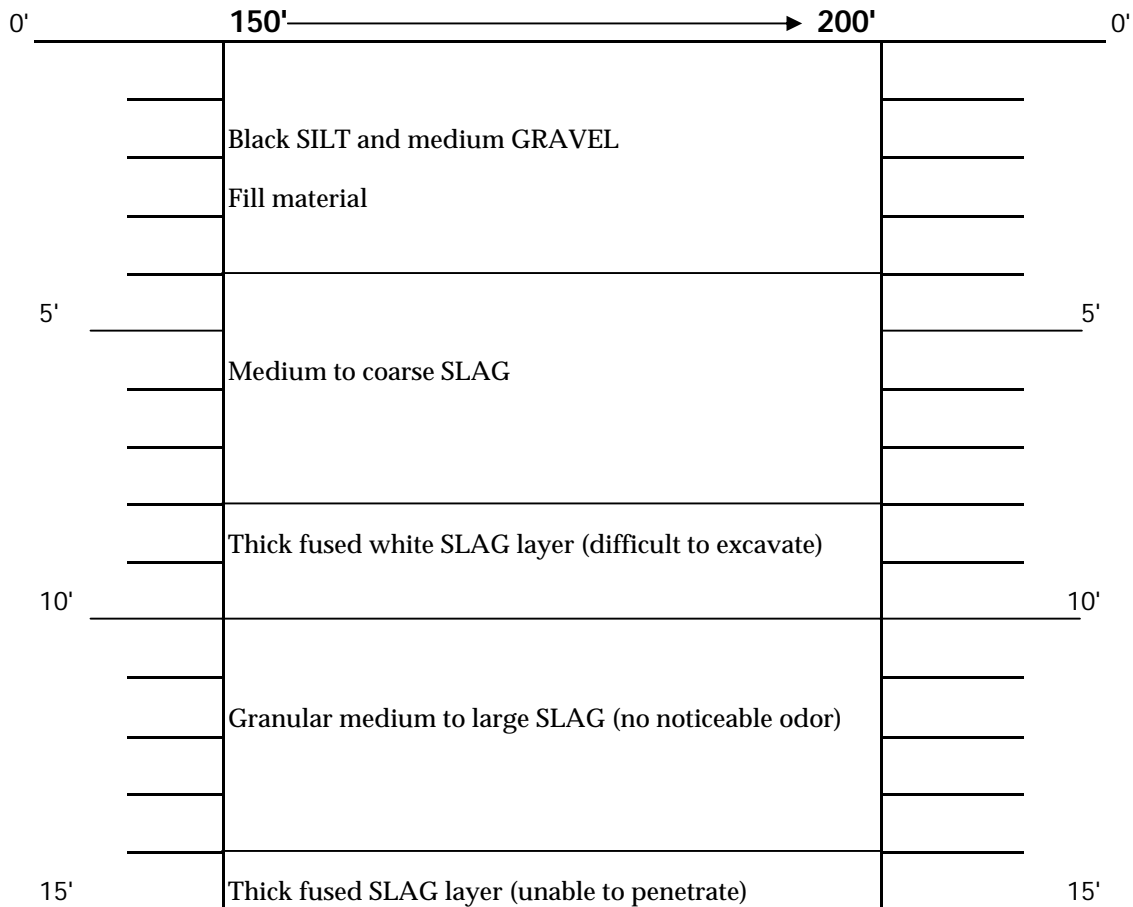 0' 150' 200' 0'
Black SILT and medium GRAVEL
Fill material
5' 5'
Medium to coarse SLAG
Thick fused white SLAG layer (difficult to excavate)
10' 10'
Granular medium to large SLAG (no noticeable odor)
15' Thick fused SLAG layer (unable to penetrate) 15'